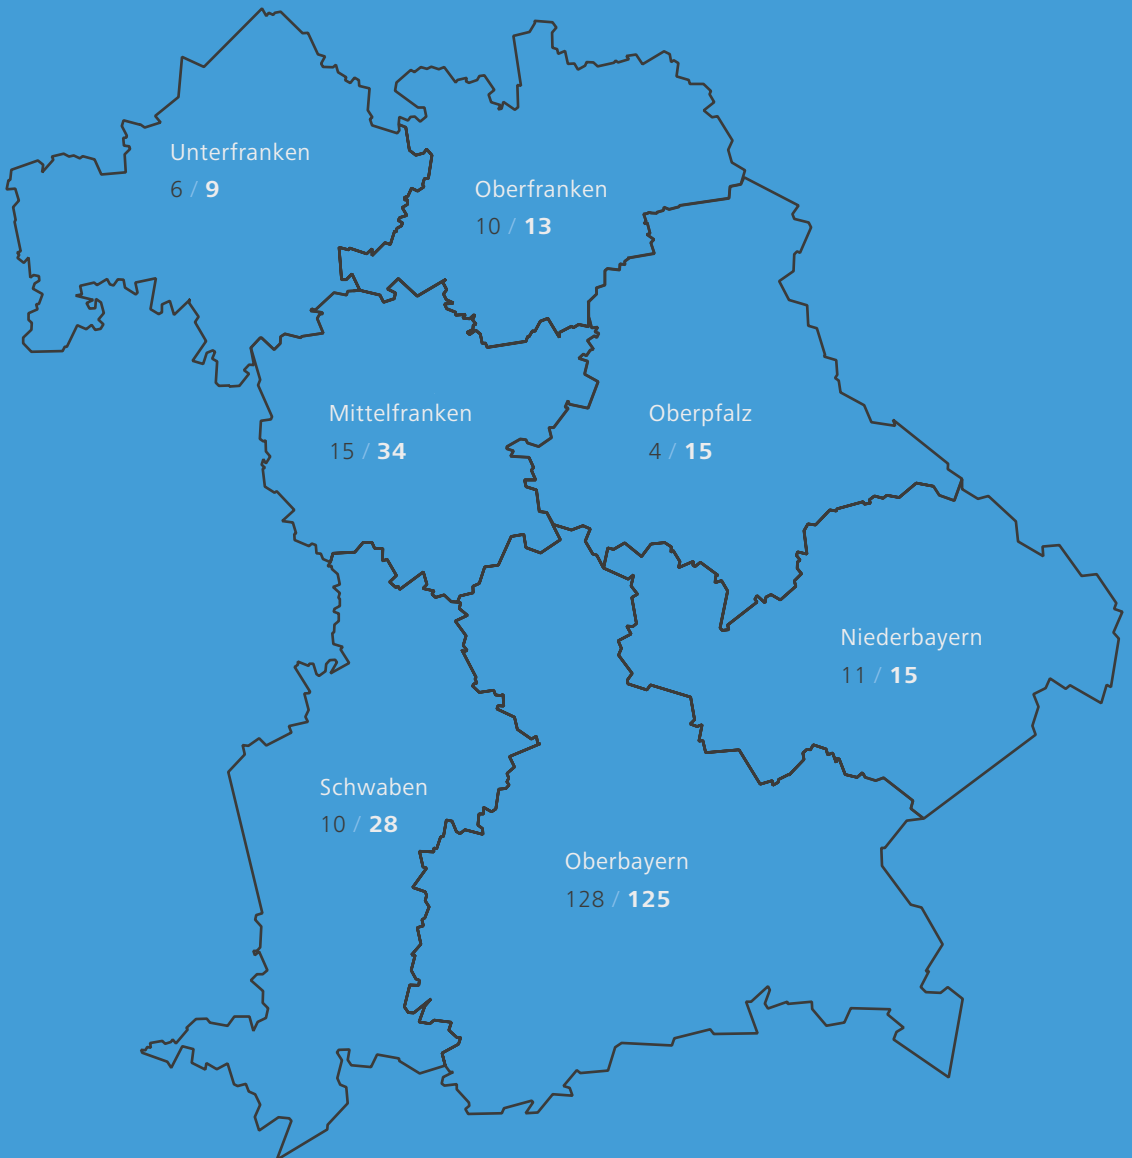 Unterfranken
6 / 9
Oberfranken
10 / 13
Mittelfranken
15 / 34
Oberpfalz
4 / 15
Niederbayern
11 / 15
Schwaben
10 / 28
Oberbayern
128 / 125